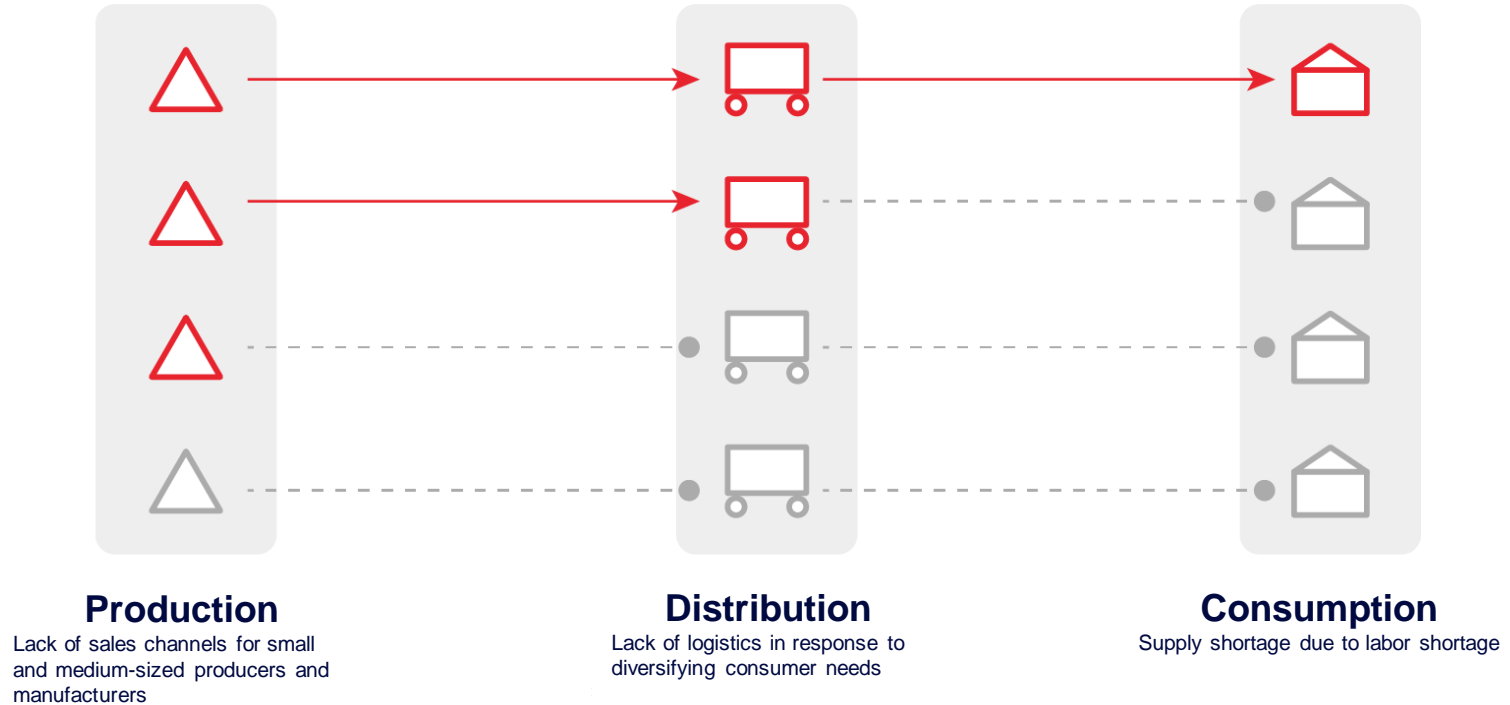 Production
Lack of sales channels for small
and medium-sized producers and
manufacturers
Distribution
Lack of logistics in response to
diversifying consumer needs
Consumption
Supply shortage due to labor shortage